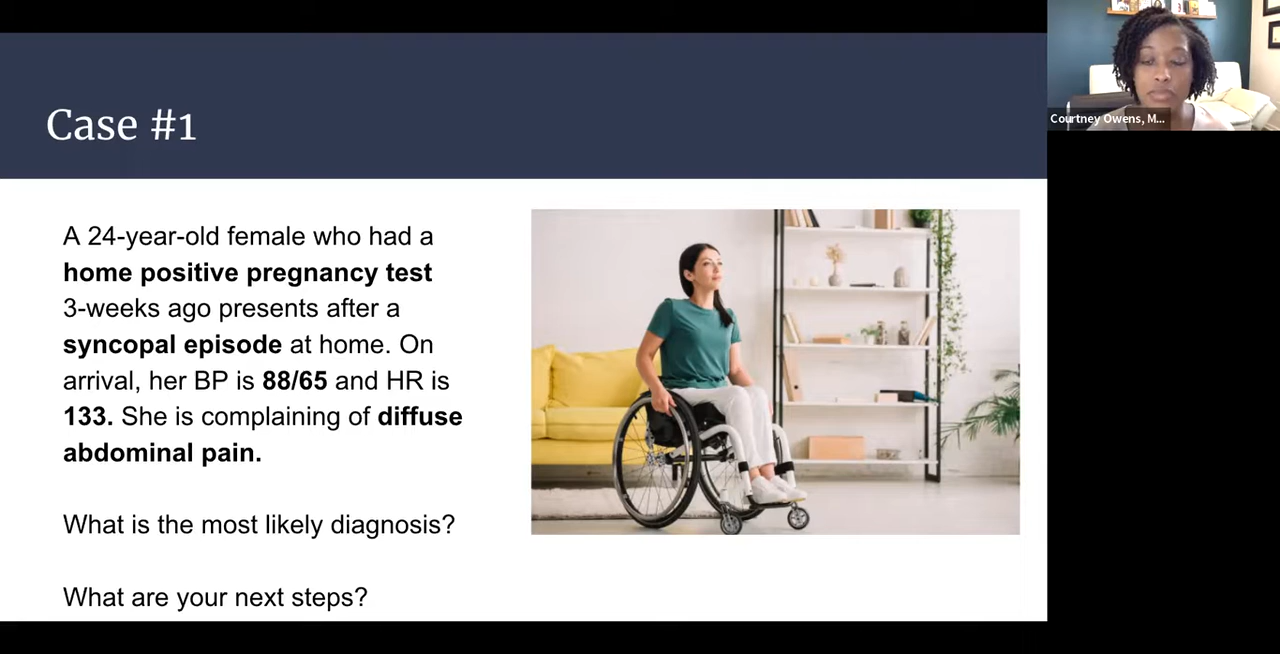 Case #1
Courtney Owens, M...
A 24-year-old female who had a
home positive pregnancy test
3-weeks ago presents after a
syncopal episode at home. On
arrival, her BP is 88/65 and HR is
133. She is complaining of diffuse
abdominal pain.
What is the most likely diagnosis?
What are your next steps?